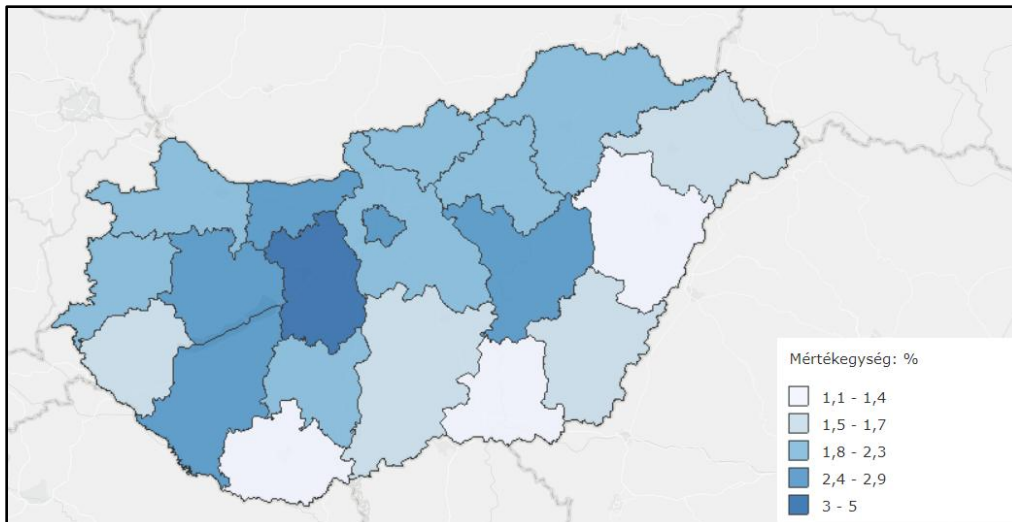 Mértékegység: %
1,1 - 1,4
1,5 - 1,7
1,8 - 2,3
2,4 - 2,9
3 - 5